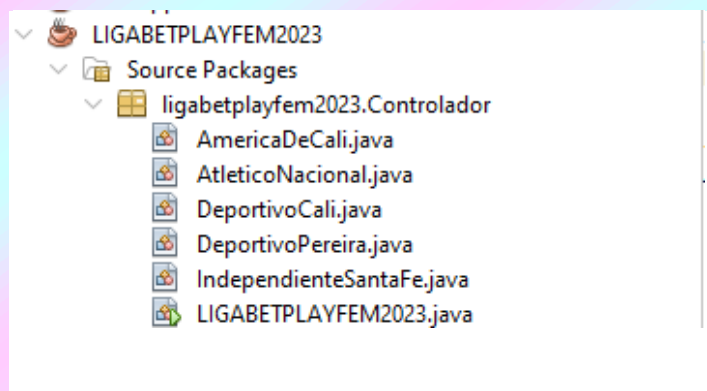 LIGABETPLAYFEM2023
Source Packages
ligabetplayfem2023.Controlador
AmericaDeCali.java
AtleticoNacional.java
DeportivoCali.java
DeportivoPereira.java
IndependienteSantaFe.java
LIGABETPLAYFEM2023.java